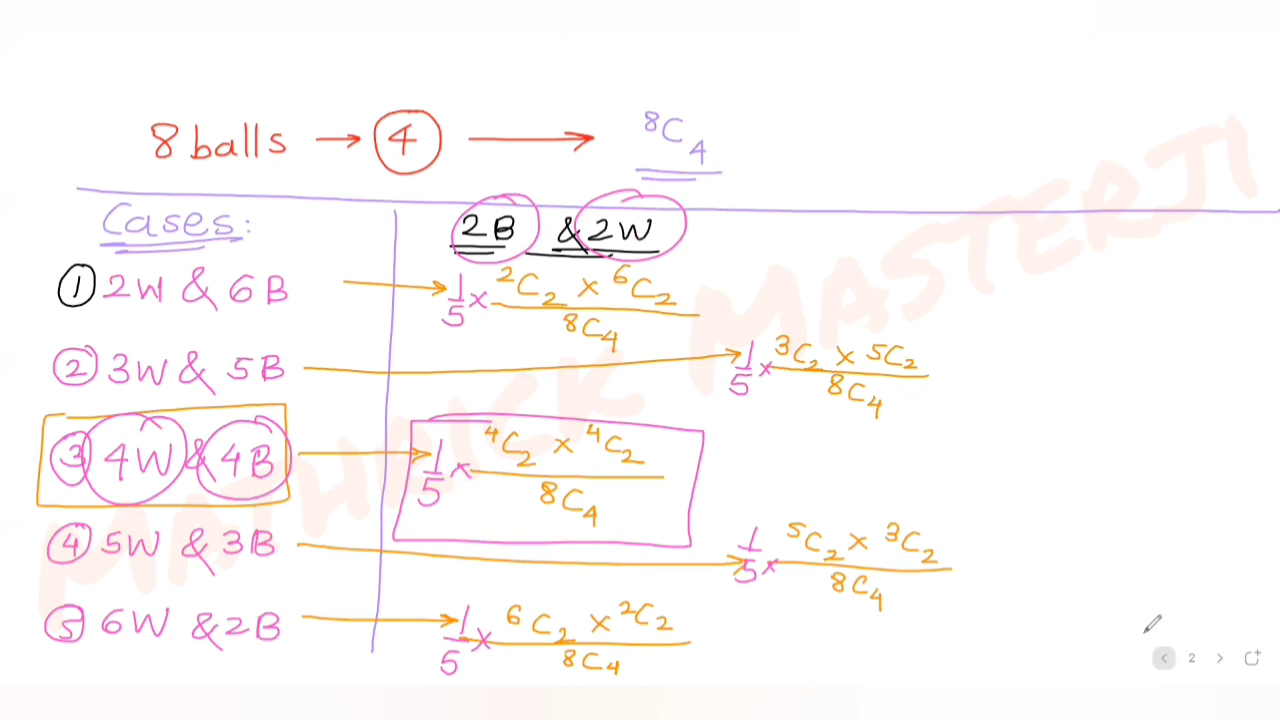 8 balls → 4 → 8C4
Cases: 2B & 2W
① 2W & 6B → 1/5 × 2C2 × 6C2 / 8C4
② 3W & 5B → 1/5 × 3C2 × 5C2 / 8C4
③ 4W & 4B → 1/5 × 4C2 × 4C2 / 8C4
④ 5W & 3B → 1/5 × 5C2 × 3C2 / 8C4
⑤ 6W & 2B → 1/5 × 6C2 × 2C2 / 8C4
MATHTRICK MASTERJI
2